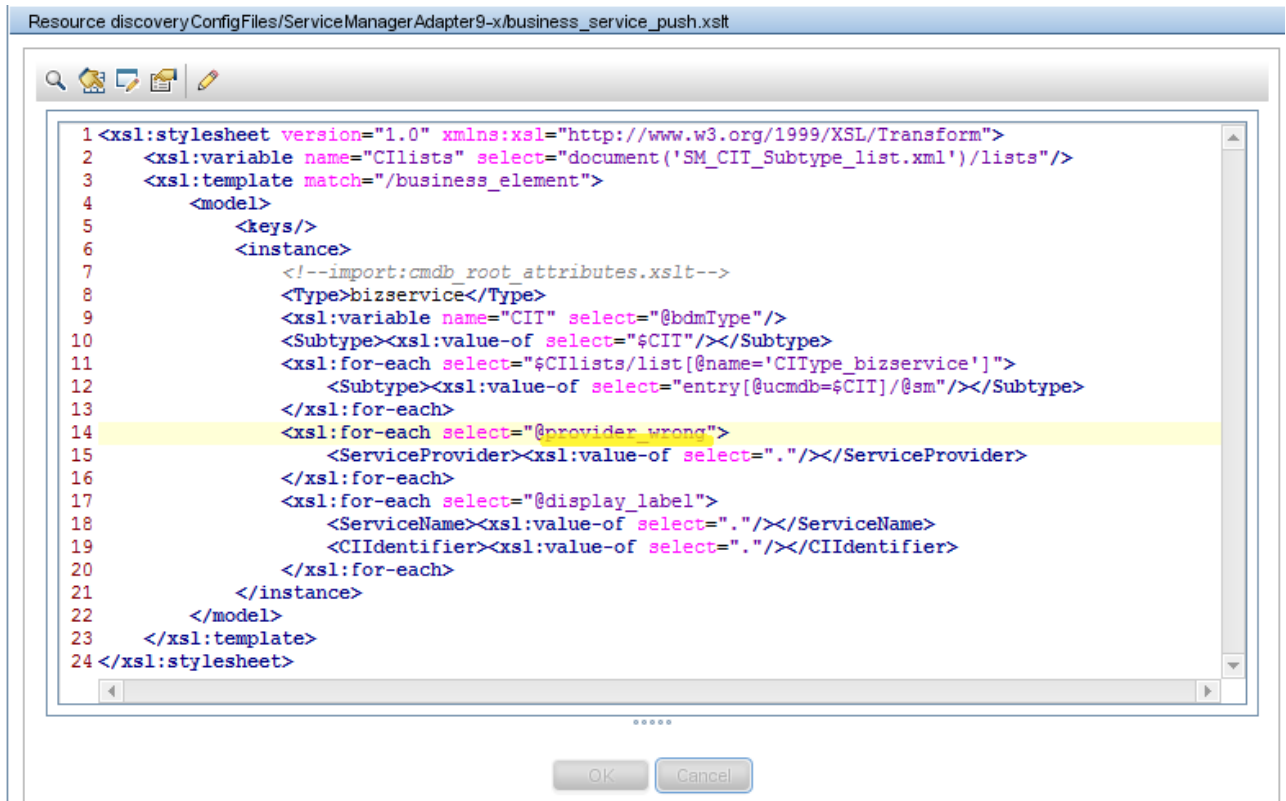 Resource discoveryConfigFiles/ServiceManagerAdapter9-x/business_service_push.xslt
1 <xsl:stylesheet version="1.0" xmlns:xsl="http://www.w3.org/1999/XSL/Transform">
2 <xsl:variable name="CIlists" select="document('SM_CIT_Subtype_list.xml')/lists"/>
3 <xsl:template match="/business_element">
4 <model>
5 <keys/>
6 <instance>
7 <!--import:cmdb_root_attributes.xslt-->
8 <Type>bizservice</Type>
9 <xsl:variable name="CIT" select="@bdmType"/>
10 <Subtype><xsl:value-of select="$CIT"/></Subtype>
11 <xsl:for-each select="$CIlists/list[@name='CIType_bizservice']">
12 <Subtype><xsl:value-of select="entry[@ucmdb=$CIT]/@sm"/></Subtype>
13 </xsl:for-each>
14 <xsl:for-each select="@provider_wrong">
15 <ServiceProvider><xsl:value-of select="."/></ServiceProvider>
16 </xsl:for-each>
17 <xsl:for-each select="@display_label">
18 <ServiceName><xsl:value-of select="."/></ServiceName>
19 <CIIdentifier><xsl:value-of select="."/></CIIdentifier>
20 </xsl:for-each>
21 </instance>
22 </model>
23 </xsl:template>
24 </xsl:stylesheet>
OK Cancel